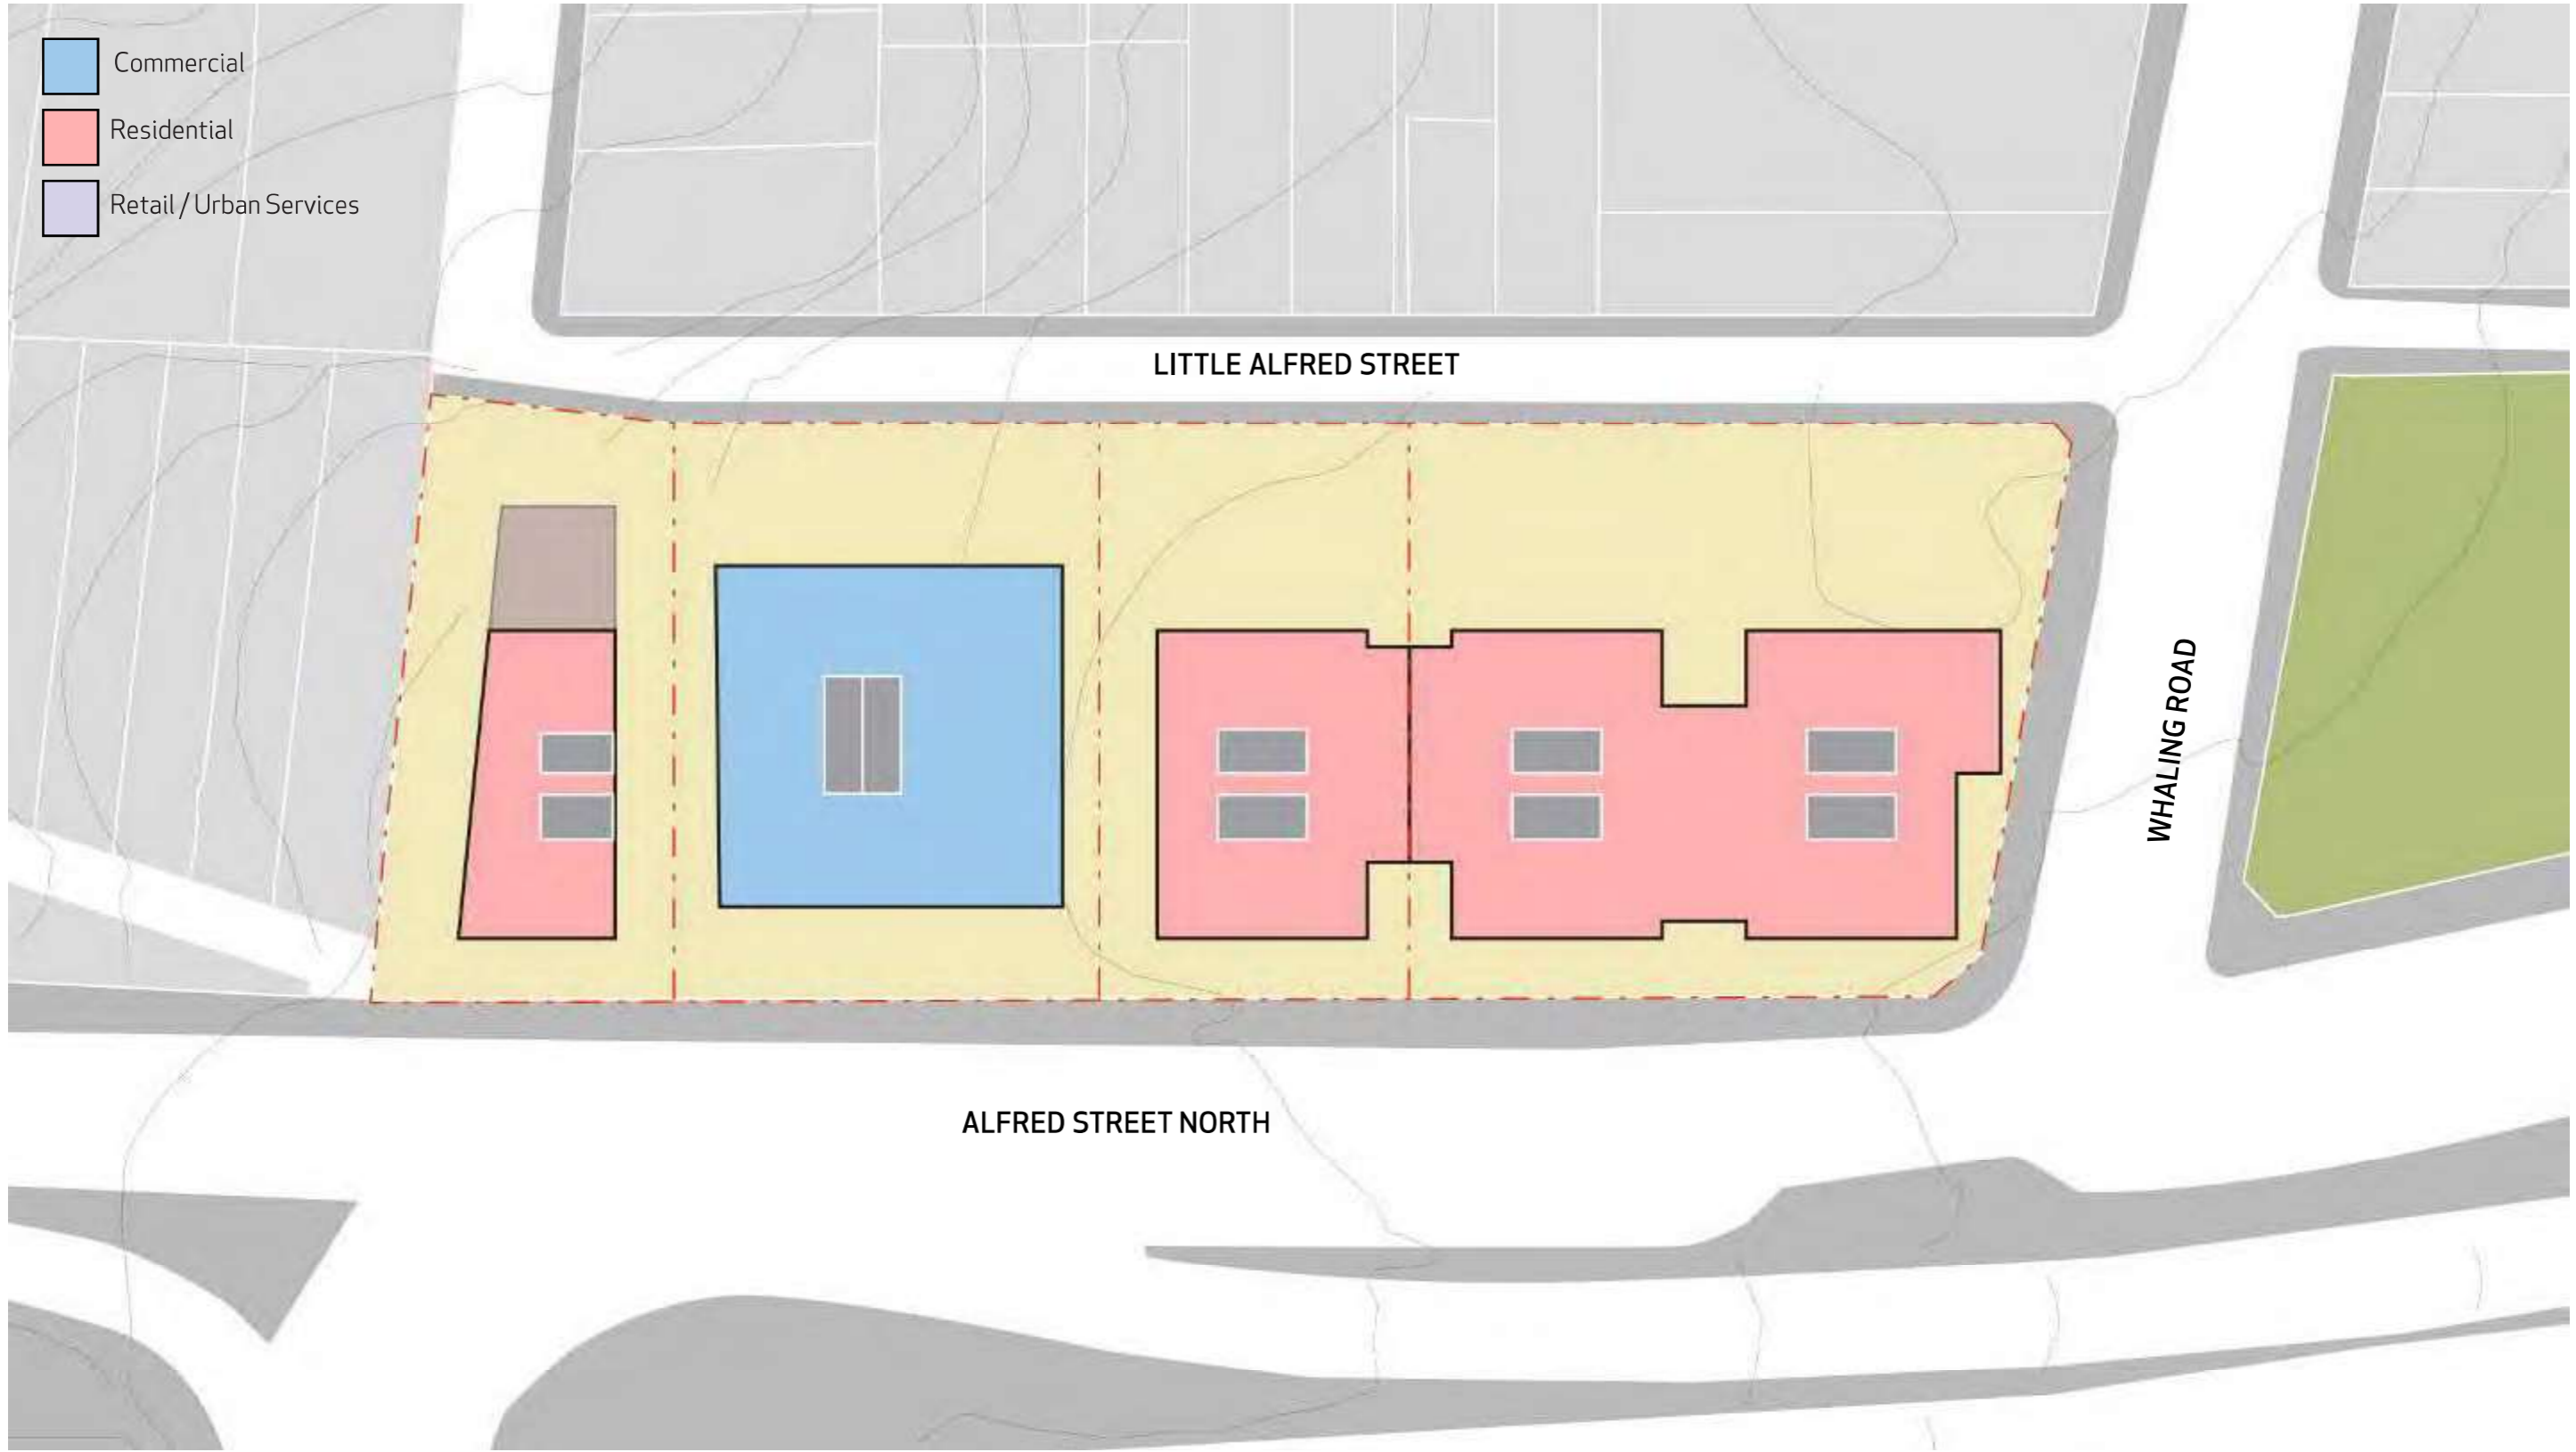 Commercial
Residential
Retail / Urban Services
LITTLE ALFRED STREET
WHALING ROAD
ALFRED STREET NORTH